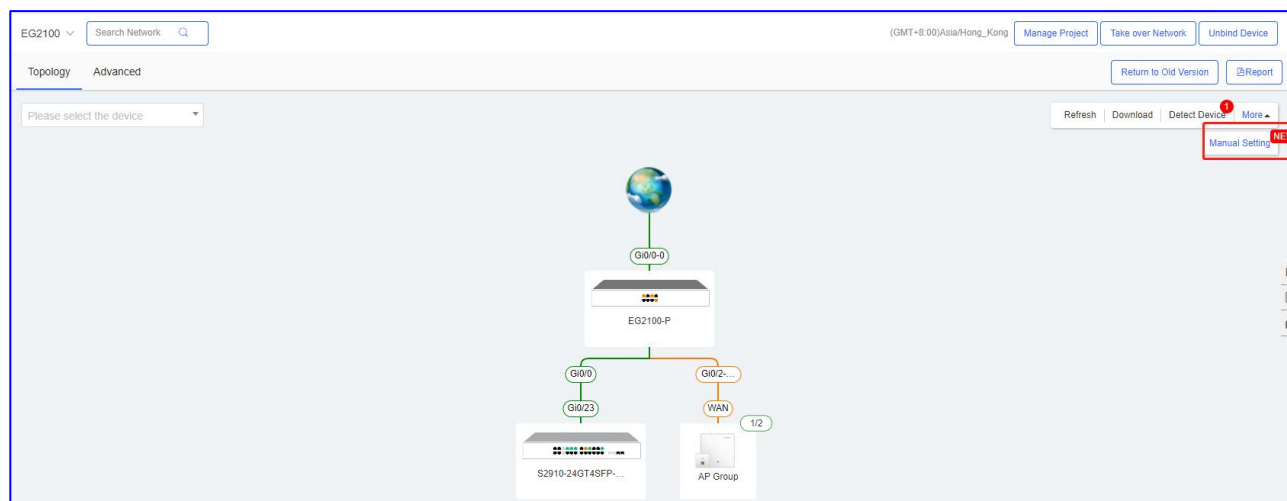 EG2100 Search Network (GMT+8:00)Asia/Hong_Kong Manage Project Take over Network Unbind Device
Topology Advanced Return to Old Version Report
Please select the device Refresh Download Detect Device 1 More
Manual Setting NE
Gi0/0-0
EG2100-P
Gi0/0 Gi0/2-...
Gi0/23 WAN
1/2
S2910-24GT4SFP-... AP Group